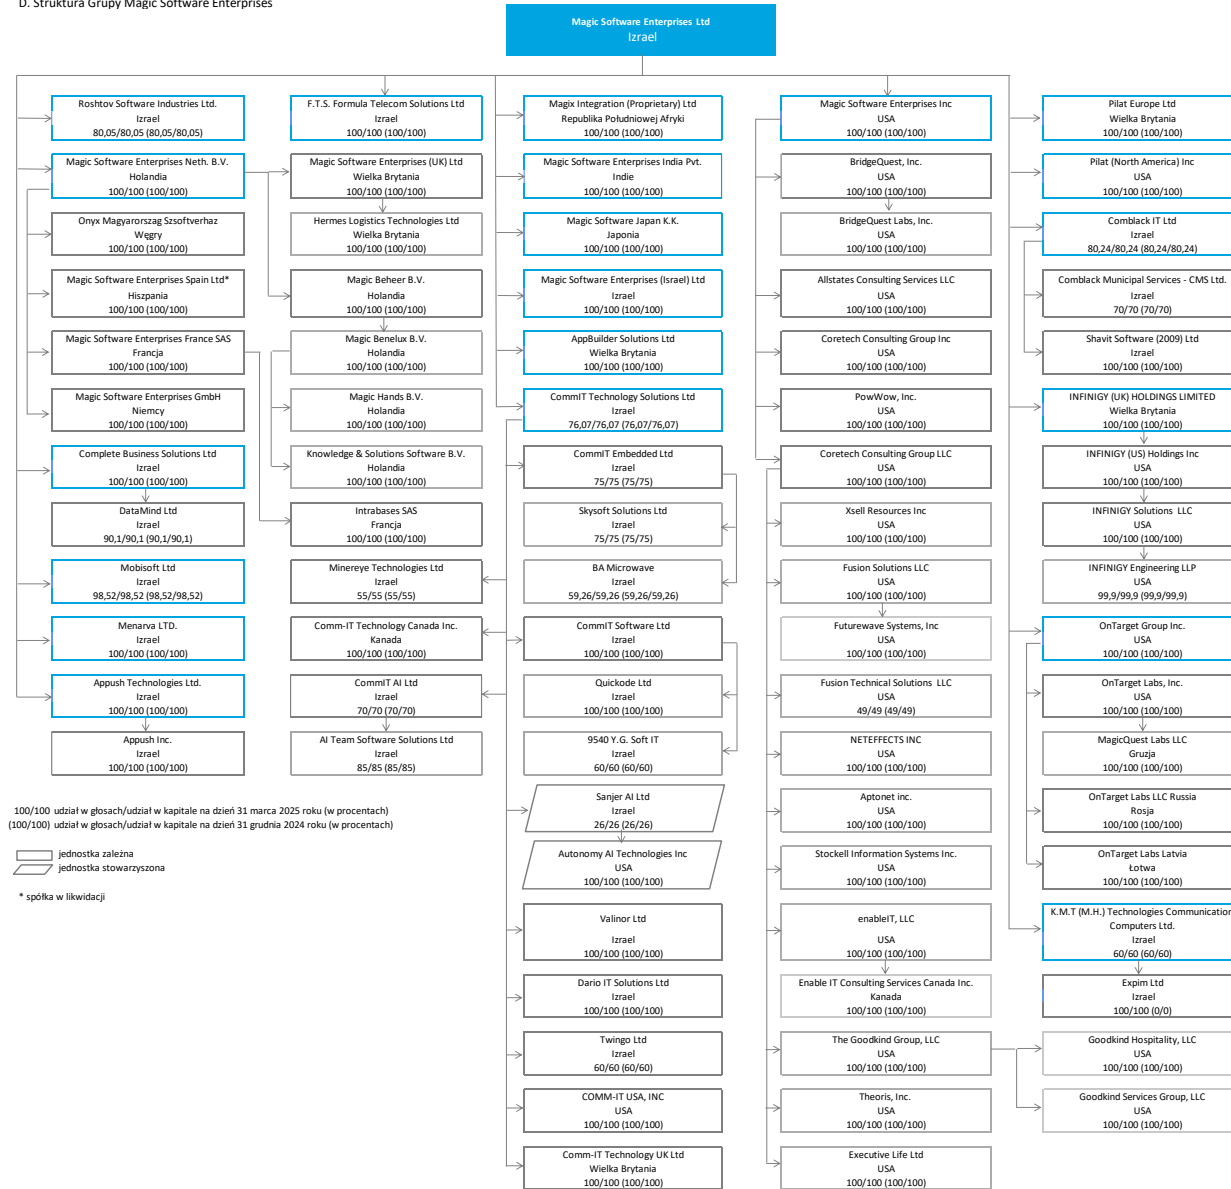 D. Struktura Grupy Magic Software Enterprises
Magic Software Enterprises Ltd
Izrael
Roshtov Software Industries Ltd.
Izrael
80,05/80,05 (80,05/80,05)
Magic Software Enterprises Neth. B.V.
Holandia
100/100 (100/100)
Onyx Magyarorszag Szsoftverhaz
Węgry
100/100 (100/100)
Magic Software Enterprises Spain Ltd*
Hiszpania
100/100 (100/100)
Magic Software Enterprises France SAS
Francja
100/100 (100/100)
Magic Software Enterprises GmbH
Niemcy
100/100 (100/100)
Complete Business Solutions Ltd
Izrael
100/100 (100/100)
DataMind Ltd
Izrael
90,1/90,1 (90,1/90,1)
Mobisoft Ltd
Izrael
98,52/98,52 (98,52/98,52)
Menarva LTD.
Izrael
100/100 (100/100)
Appush Technologies Ltd.
Izrael
100/100 (100/100)
Appush Inc.
Izrael
100/100 (100/100)
F.T.S. Formula Telecom Solutions Ltd
Izrael
100/100 (100/100)
Magic Software Enterprises (UK) Ltd
Wielka Brytania
100/100 (100/100)
Hermes Logistics Technologies Ltd
Wielka Brytania
100/100 (100/100)
Magic Beheer B.V.
Holandia
100/100 (100/100)
Magic Benelux B.V.
Holandia
100/100 (100/100)
Magic Hands B.V.
Holandia
100/100 (100/100)
Knowledge & Solutions Software B.V.
Holandia
100/100 (100/100)
Intrabases SAS
Francja
100/100 (100/100)
Minereye Technologies Ltd
Izrael
55/55 (55/55)
Comm-IT Technology Canada Inc.
Kanada
100/100 (100/100)
CommIT AI Ltd
Izrael
70/70 (70/70)
AI Team Software Solutions Ltd
Izrael
85/85 (85/85)
Magix Integration (Proprietary) Ltd
Republika Południowej Afryki
100/100 (100/100)
Magic Software Enterprises India Pvt.
Indie
100/100 (100/100)
Magic Software Japan K.K.
Japonia
100/100 (100/100)
Magic Software Enterprises (Israel) Ltd
Izrael
100/100 (100/100)
AppBuilder Solutions Ltd
Wielka Brytania
100/100 (100/100)
CommIT Technology Solutions Ltd
Izrael
76,07/76,07 (76,07/76,07)
CommIT Embedded Ltd
Izrael
75/75 (75/75)
Skysoft Solutions Ltd
Izrael
75/75 (75/75)
BA Microwave
Izrael
59,26/59,26 (59,26/59,26)
CommIT Software Ltd
Izrael
100/100 (100/100)
Quickode Ltd
Izrael
100/100 (100/100)
9540 Y.G. Soft IT
Izrael
60/60 (60/60)
Sanjer AI Ltd
Izrael
26/26 (26/26)
Autonomy AI Technologies Inc
USA
100/100 (100/100)
Valinor Ltd
Izrael
100/100 (100/100)
Dario IT Solutions Ltd
Izrael
100/100 (100/100)
Twingo Ltd
Izrael
60/60 (60/60)
COMM-IT USA, INC
USA
100/100 (100/100)
Comm-IT Technology UK Ltd
Wielka Brytania
100/100 (100/100)
Magic Software Enterprises Inc
USA
100/100 (100/100)
BridgeQuest, Inc.
USA
100/100 (100/100)
BridgeQuest Labs, Inc.
USA
100/100 (100/100)
Allstates Consulting Services LLC
USA
100/100 (100/100)
Coretech Consulting Group Inc
USA
100/100 (100/100)
PowWow, Inc.
USA
100/100 (100/100)
Coretech Consulting Group LLC
USA
100/100 (100/100)
Xsell Resources Inc
USA
100/100 (100/100)
Fusion Solutions LLC
USA
100/100 (100/100)
Futurewave Systems, Inc
USA
100/100 (100/100)
Fusion Technical Solutions LLC
USA
49/49 (49/49)
NETEFFECTS INC
USA
100/100 (100/100)
Aptonet inc.
USA
100/100 (100/100)
Stockell Information Systems Inc.
USA
100/100 (100/100)
enableIT, LLC
USA
100/100 (100/100)
Enable IT Consulting Services Canada Inc.
Kanada
100/100 (100/100)
The Goodkind Group, LLC
USA
100/100 (100/100)
Theoris, Inc.
USA
100/100 (100/100)
Executive Life Ltd
USA
100/100 (100/100)
Pilat Europe Ltd
Wielka Brytania
100/100 (100/100)
Pilat (North America) Inc
USA
100/100 (100/100)
Comblack IT Ltd
Izrael
80,24/80,24 (80,24/80,24)
Comblack Municipal Services - CMS Ltd.
Izrael
70/70 (70/70)
Shavit Software (2009) Ltd
Izrael
100/100 (100/100)
INFINIGY (UK) HOLDINGS LIMITED
Wielka Brytania
100/100 (100/100)
INFINIGY (US) Holdings Inc
USA
100/100 (100/100)
INFINIGY Solutions LLC
USA
100/100 (100/100)
INFINIGY Engineering LLP
USA
99,9/99,9 (99,9/99,9)
OnTarget Group Inc.
USA
100/100 (100/100)
OnTarget Labs, Inc.
USA
100/100 (100/100)
MagicQuest Labs LLC
Gruzja
100/100 (100/100)
OnTarget Labs LLC Russia
Rosja
100/100 (100/100)
OnTarget Labs Latvia
Łotwa
100/100 (100/100)
K.M.T (M.H.) Technologies Communication
Computers Ltd.
Izrael
60/60 (60/60)
Expim Ltd
Izrael
100/100 (0/0)
Goodkind Hospitality, LLC
USA
100/100 (100/100)
Goodkind Services Group, LLC
USA
100/100 (100/100)
100/100 udział w głosach/udział w kapitale na dzień 31 marca 2025 roku (w procentach)
(100/100) udział w głosach/udział w kapitale na dzień 31 grudnia 2024 roku (w procentach)
jednostka zależna
jednostka stowarzyszona
* spółka w likwidacji